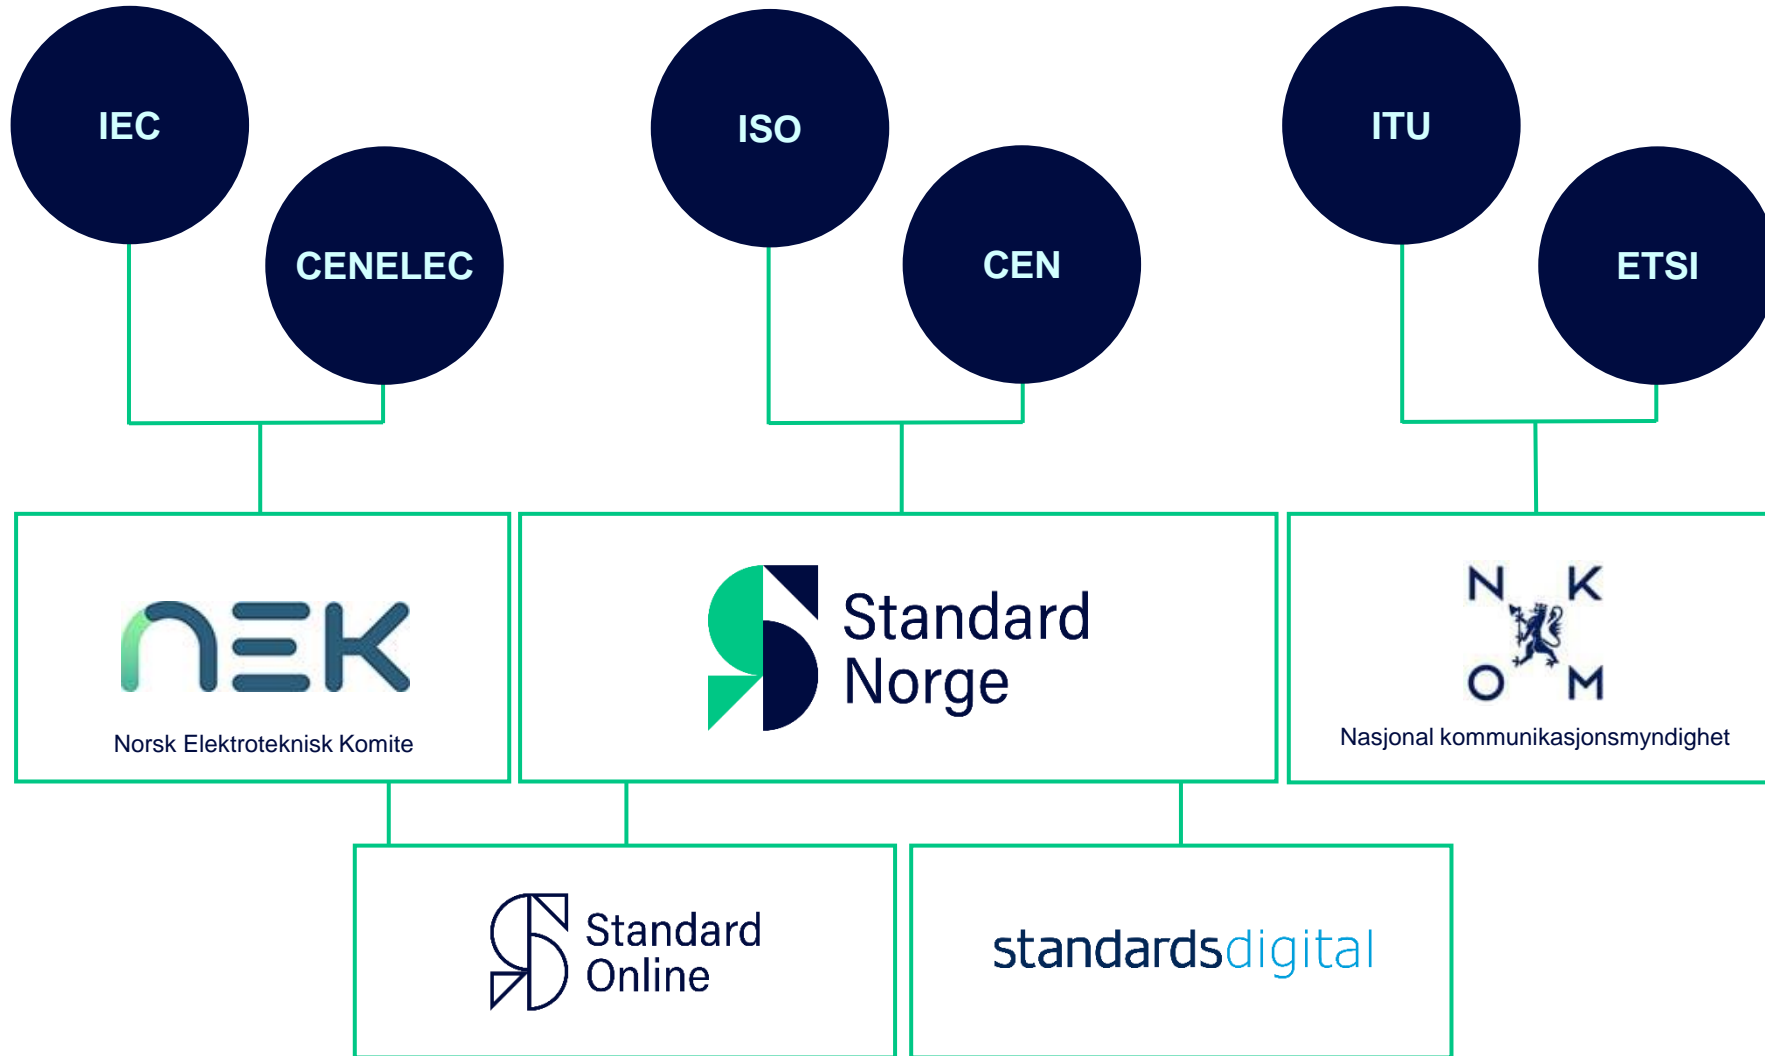 IEC
ISO
ITU
CENELEC
CEN
ETSI
NEK
Norsk Elektroteknisk Komite
Standard
Norge
N K
O M
Nasjonal kommunikasjonsmyndighet
Standard
Online
standardsdigital